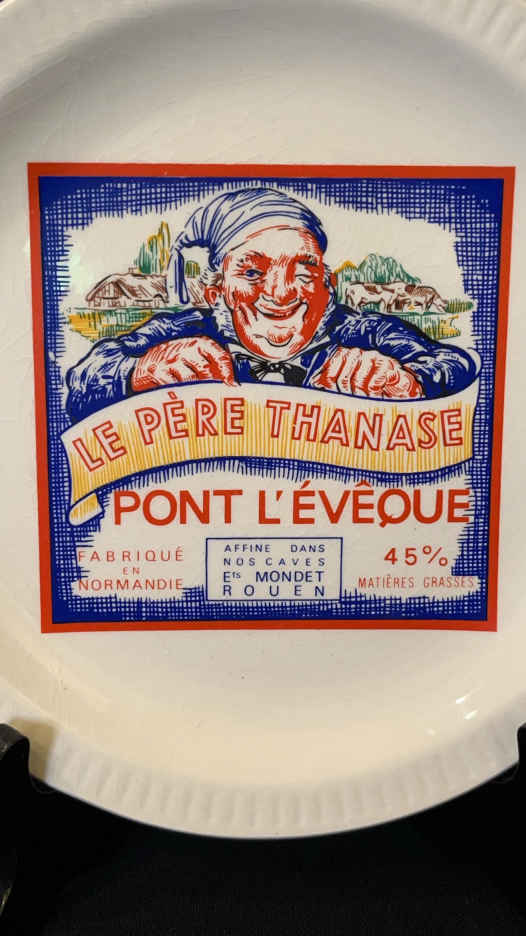 LE PÈRE THANASE
PONT L'ÉVÊQUE
FABRIQUÉ
EN
NORMANDIE
AFFINE DANS
NOS CAVES
Ets MONDET
ROUEN
45%
MATIÈRES GRASSES